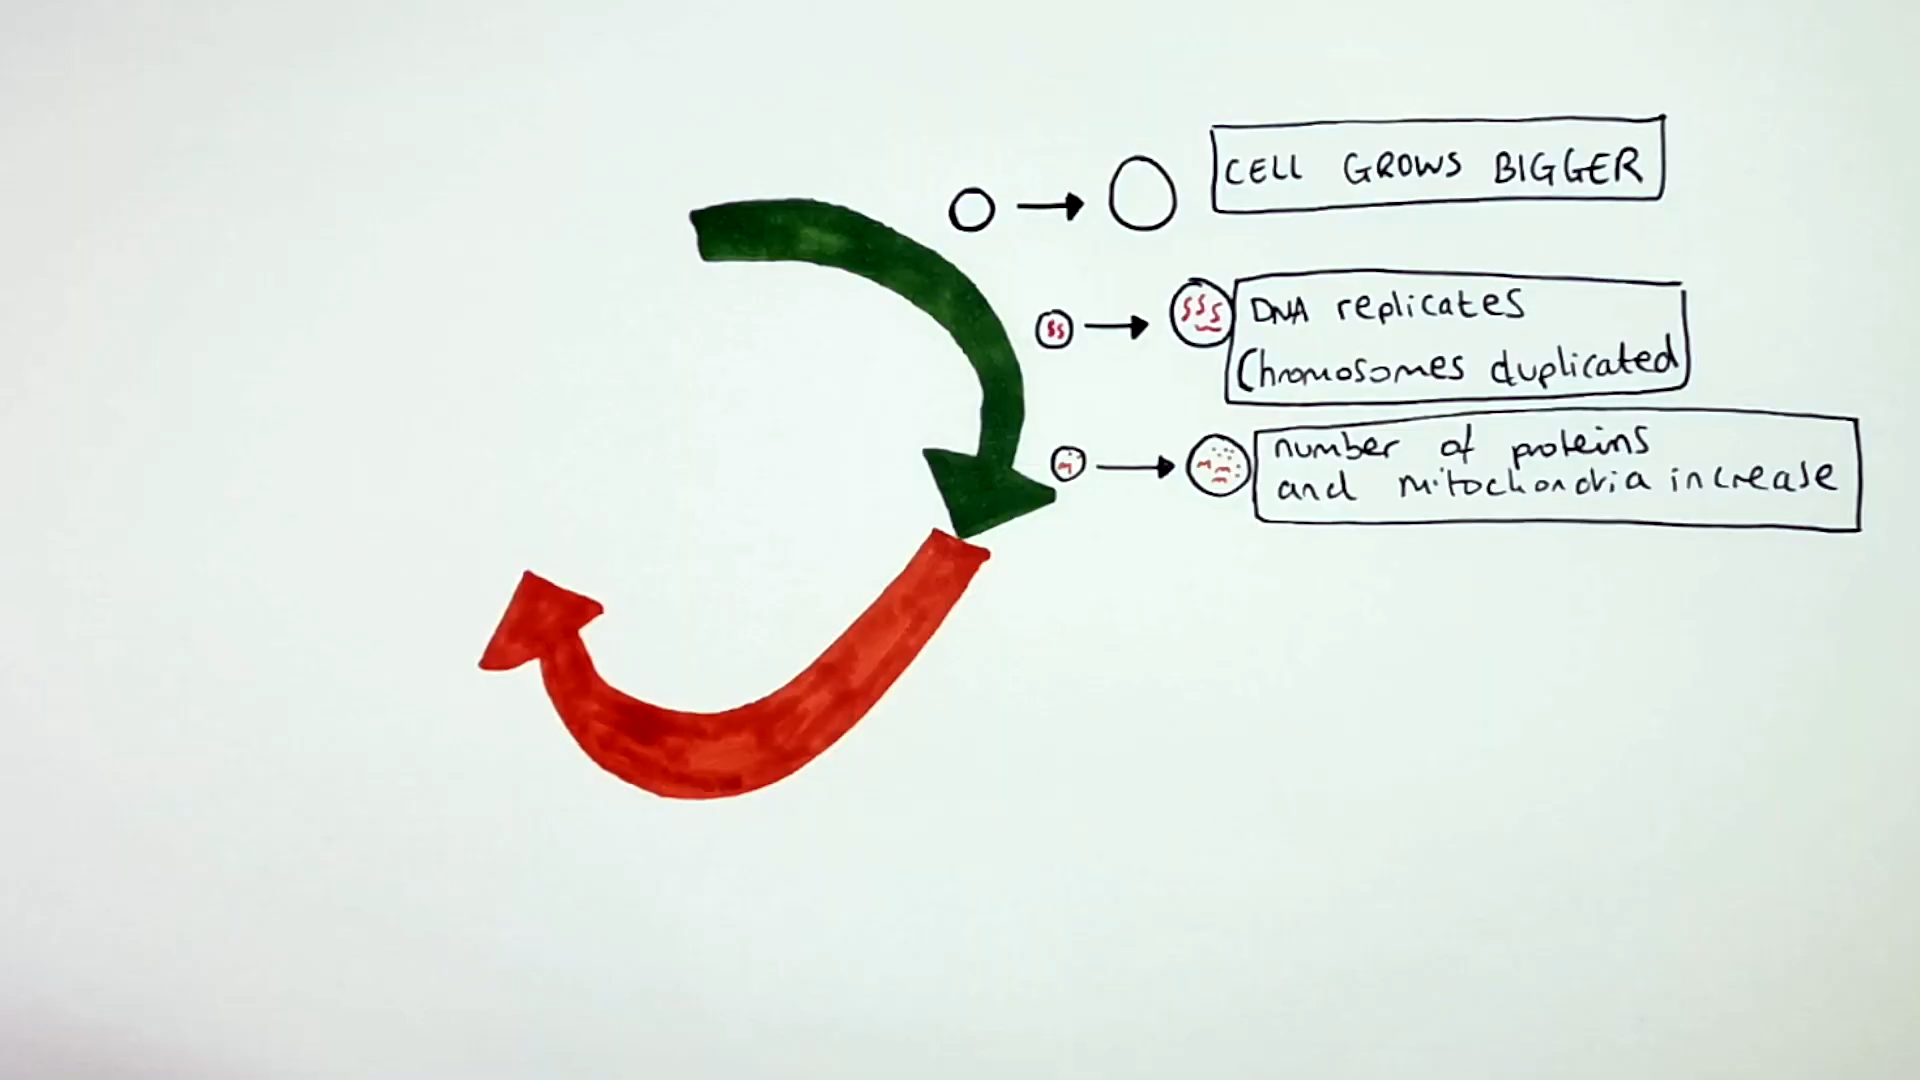 CELL GROWS BIGGER
DNA replicates
Chromosomes duplicated
number of proteins
and mitochondria increase